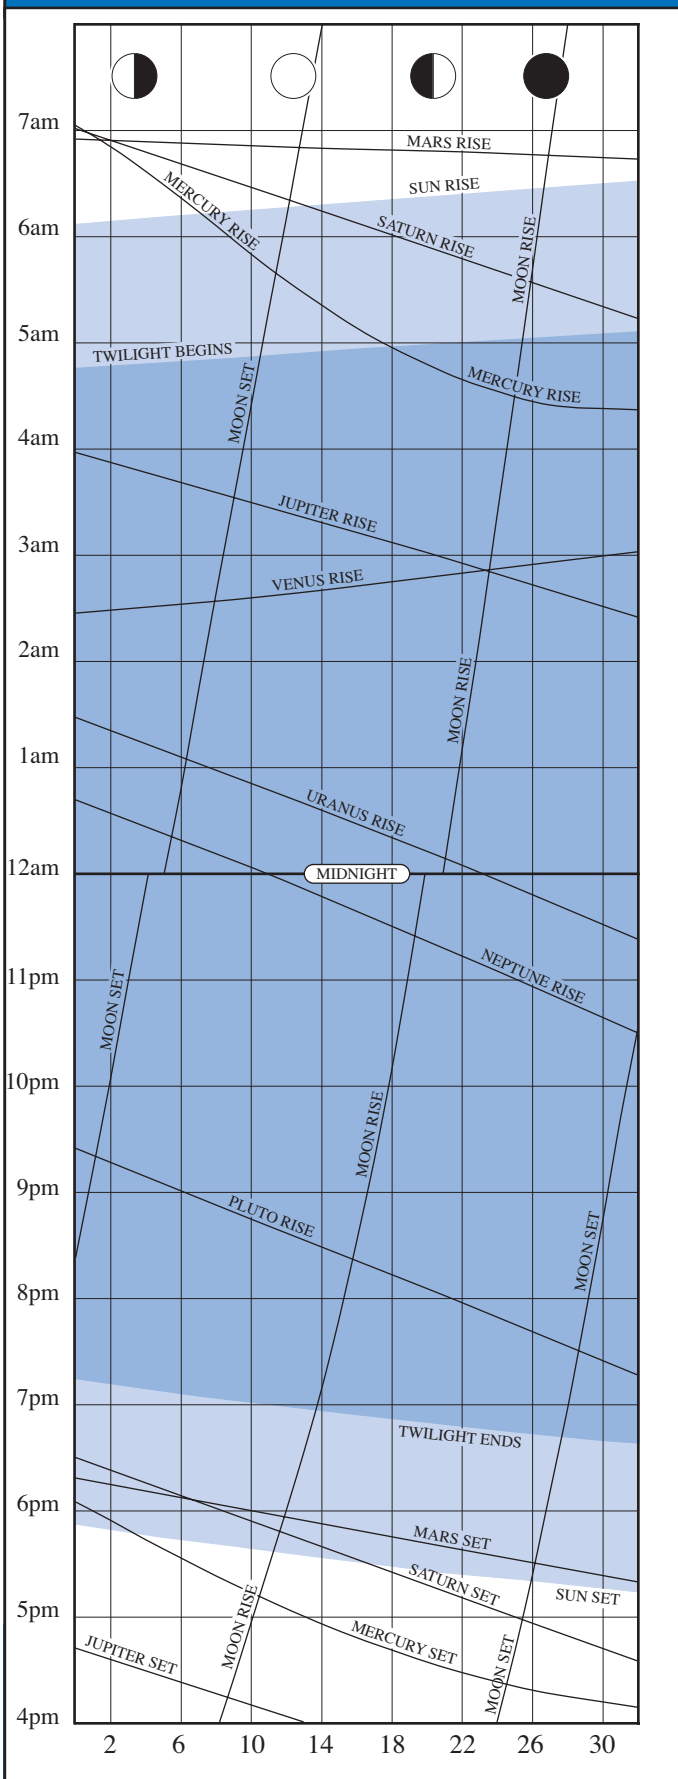 7am
MARS RISE
SUN RISE
MERCURY RISE
SATURN RISE
6am
MOON RISE
5am
TWILIGHT BEGINS
MERCURY RISE
MOON SET
4am
JUPITER RISE
3am
VENUS RISE
2am
MOON RISE
1am
URANUS RISE
12am
MIDNIGHT
NEPTUNE RISE
11pm
MOON SET
10pm
MOON RISE
9pm
PLUTO RISE
MOON SET
8pm
7pm
TWILIGHT ENDS
6pm
MARS SET
SATURN SET
SUN SET
5pm
MOON RISE
MERCURY SET
JUPITER SET
MOON SET
4pm
2 6 10 14 18 22 26 30